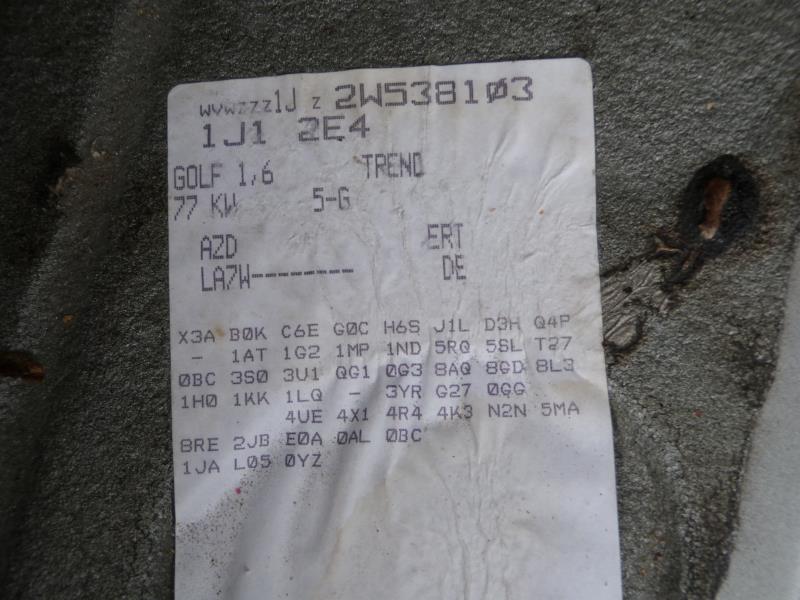 wvwzzz1J z 2W538103
1J1 2E4
GOLF 1,6 TREND
77 KW 5-G
AZD ERT
LA7W-------- DE
X3A B0K C6E G0C H6S J1L D3H Q4P
- 1AT 1G2 1MP 1ND 5RQ 5SL T27
0BC 3S0 3U1 QG1 0G3 8AQ 8GD 8L3
1H0 1KK 1LQ - 3YR G27 0GG
4UE 4X1 4R4 4K3 N2N 5MA
8RE 2JB E0A 0AL 0BC
1JA L05 0YZ